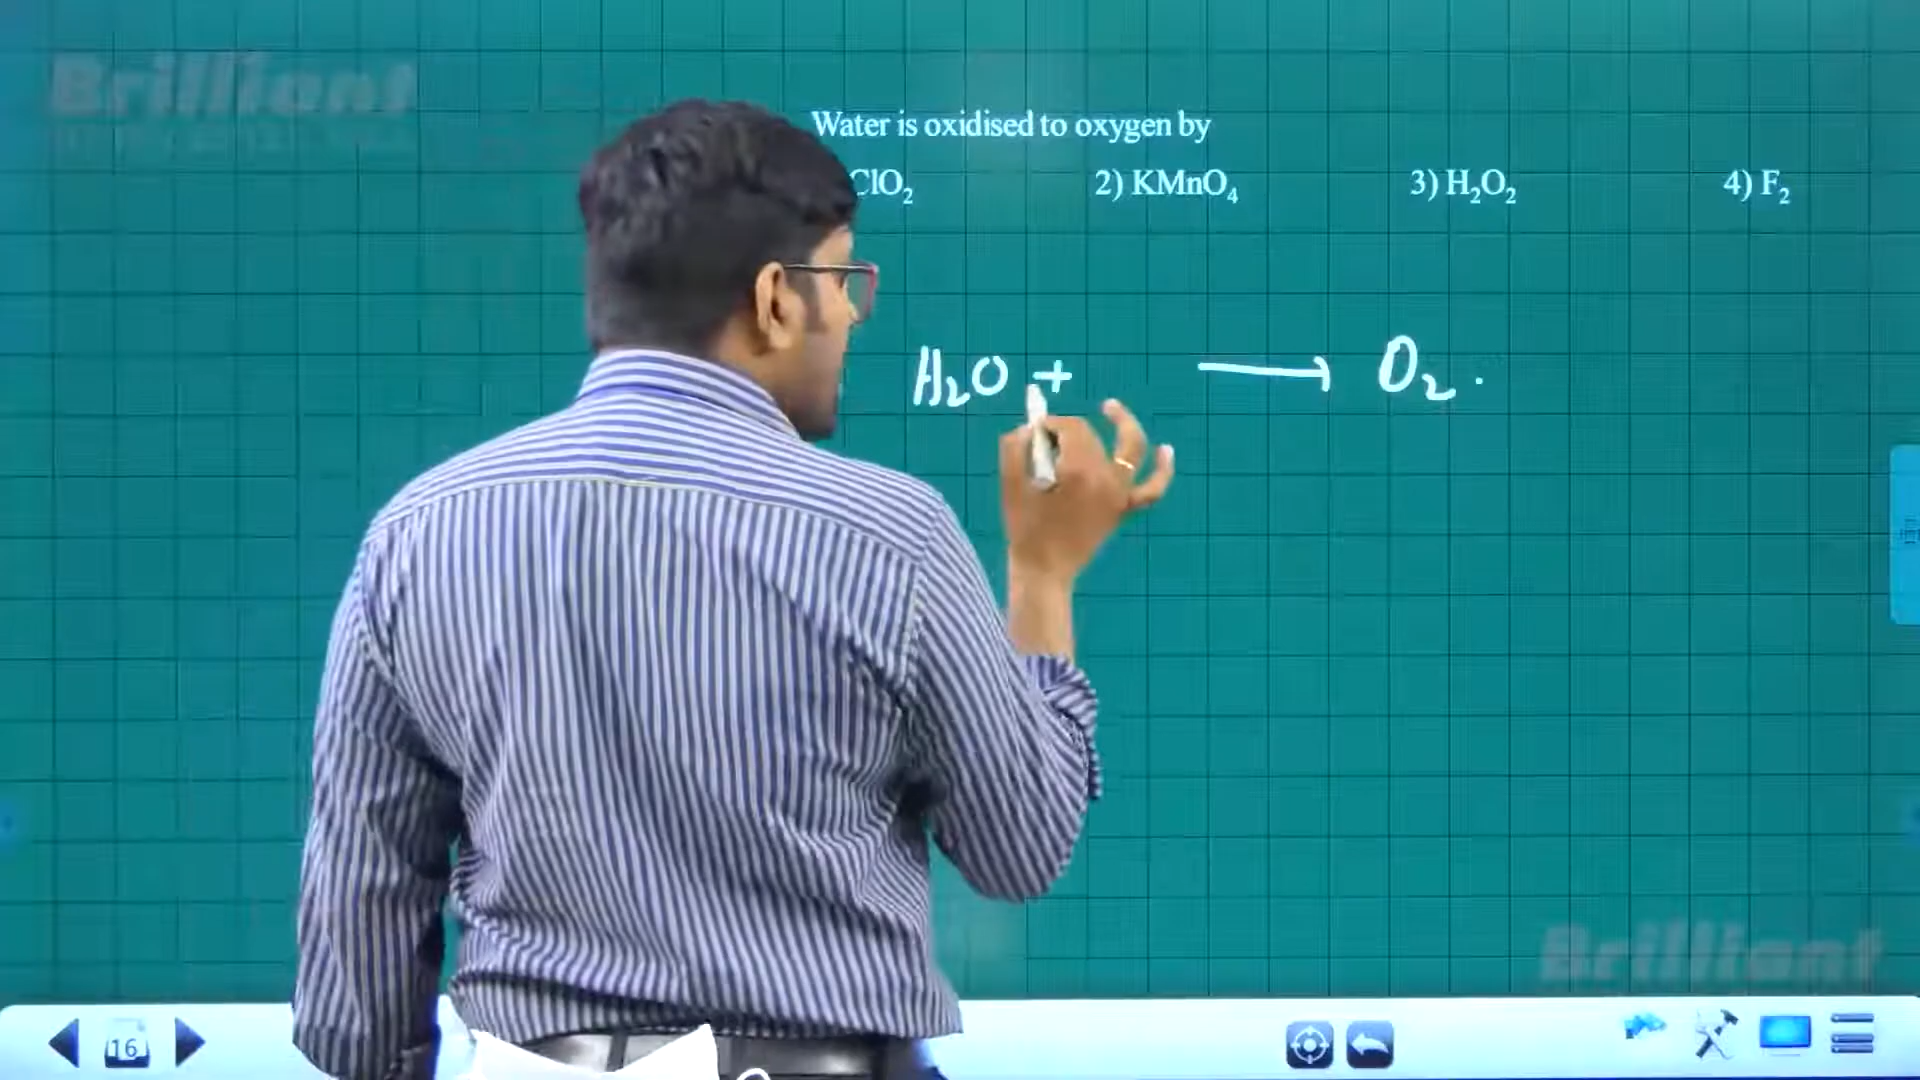 Brilliant
Water is oxidised to oxygen by
ClO₂ 2) KMnO₄ 3) H₂O₂ 4) F₂
H₂O + ⟶ O₂.
Brilliant
16